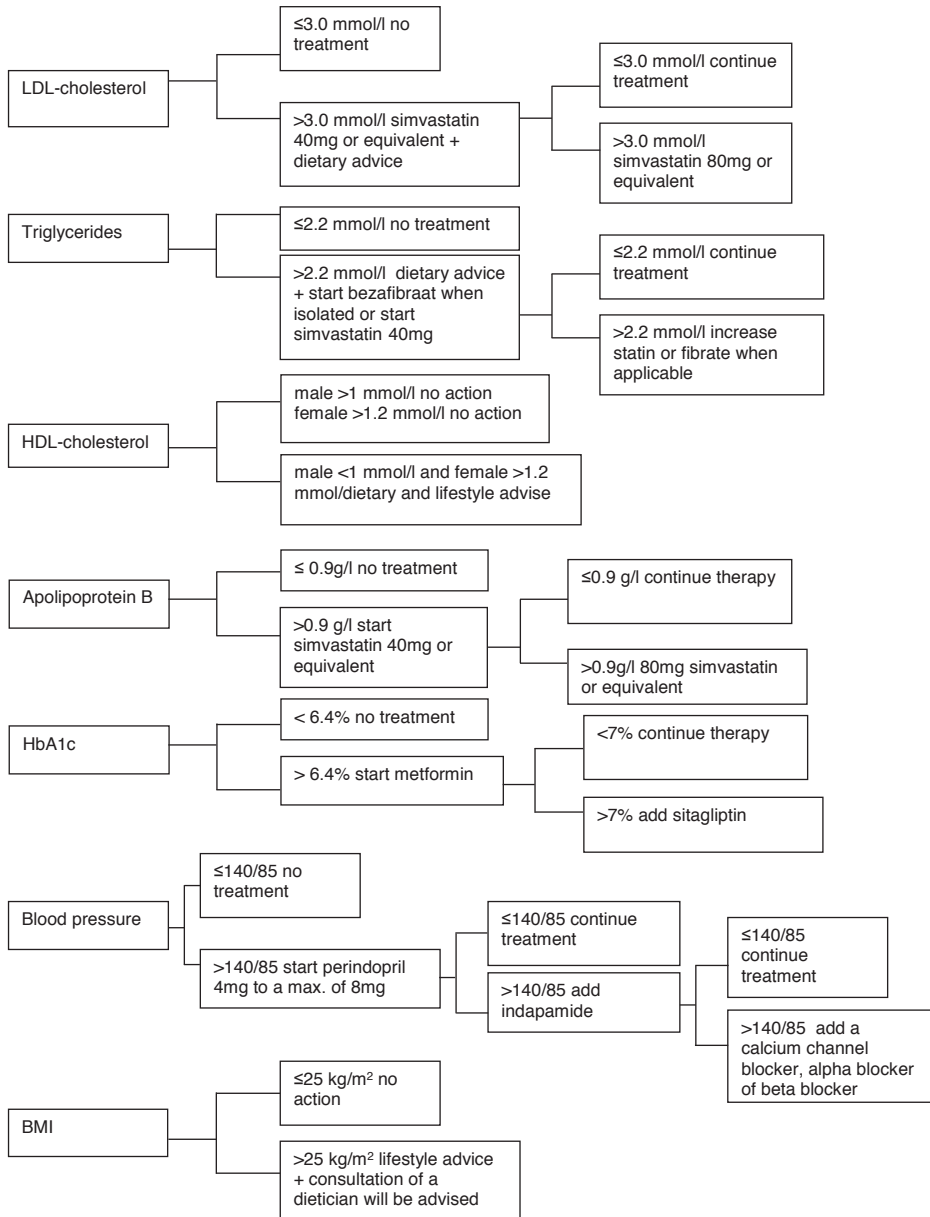 LDL-cholesterol
≤3.0 mmol/l no
treatment
>3.0 mmol/l simvastatin
40mg or equivalent +
dietary advice
≤3.0 mmol/l continue
treatment
>3.0 mmol/l
simvastatin 80mg or
equivalent
Triglycerides
≤2.2 mmol/l no treatment
>2.2 mmol/l  dietary advice
+ start bezafibraat when
isolated or start
simvastatin 40mg
≤2.2 mmol/l continue
treatment
>2.2 mmol/l increase
statin or fibrate when
applicable
HDL-cholesterol
male >1 mmol/l no action
female >1.2 mmol/l no action
male <1 mmol/l and female >1.2
mmol/dietary and lifestyle advise
Apolipoprotein B
≤ 0.9g/l no treatment
>0.9 g/l start
simvastatin 40mg or
equivalent
≤0.9 g/l continue therapy
>0.9g/l 80mg simvastatin
or equivalent
HbA1c
< 6.4% no treatment
> 6.4% start metformin
<7% continue therapy
>7% add sitagliptin
Blood pressure
≤140/85 no
treatment
>140/85 start perindopril
4mg to a max. of 8mg
≤140/85 continue
treatment
>140/85 add
indapamide
≤140/85
continue
treatment
>140/85  add a
calcium channel
blocker, alpha blocker
of beta blocker
BMI
≤25 kg/m² no
action
>25 kg/m² lifestyle advice
+ consultation of a
dietician will be advised